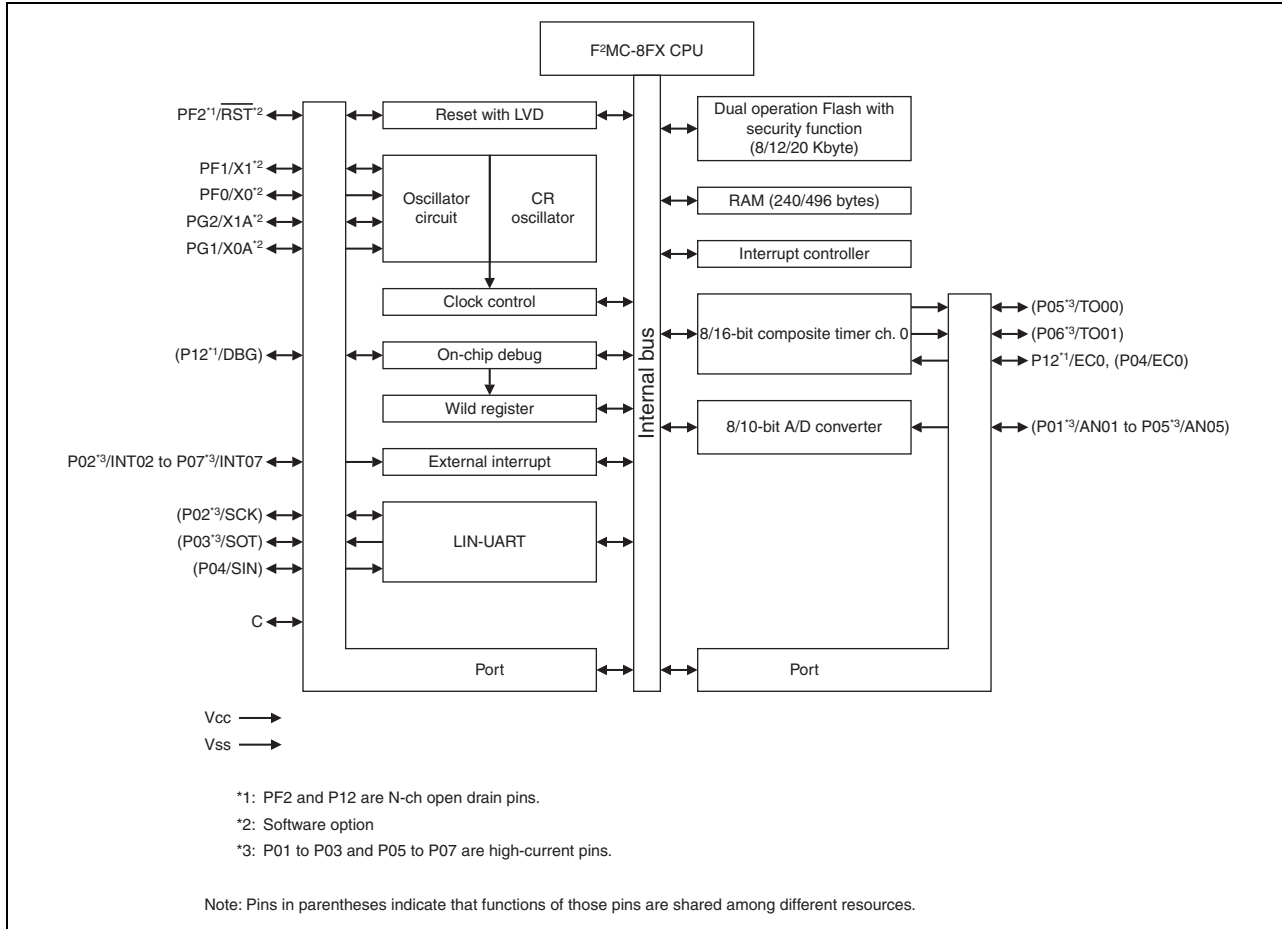 F²MC-8FX CPU
PF2*1/RST*2
Reset with LVD
Dual operation Flash with
security function
(8/12/20 Kbyte)
PF1/X1*2
PF0/X0*2
PG2/X1A*2
PG1/X0A*2
Oscillator
circuit
CR
oscillator
RAM (240/496 bytes)
Interrupt controller
Clock control
Internal bus
8/16-bit composite timer ch. 0
(P05*3/TO00)
(P06*3/TO01)
P12*1/EC0, (P04/EC0)
(P12*1/DBG)
On-chip debug
Wild register
8/10-bit A/D converter
(P01*3/AN01 to P05*3/AN05)
P02*3/INT02 to P07*3/INT07
External interrupt
(P02*3/SCK)
(P03*3/SOT)
(P04/SIN)
LIN-UART
C
Port
Port
Vcc
Vss
*1: PF2 and P12 are N-ch open drain pins.
*2: Software option
*3: P01 to P03 and P05 to P07 are high-current pins.
Note: Pins in parentheses indicate that functions of those pins are shared among different resources.